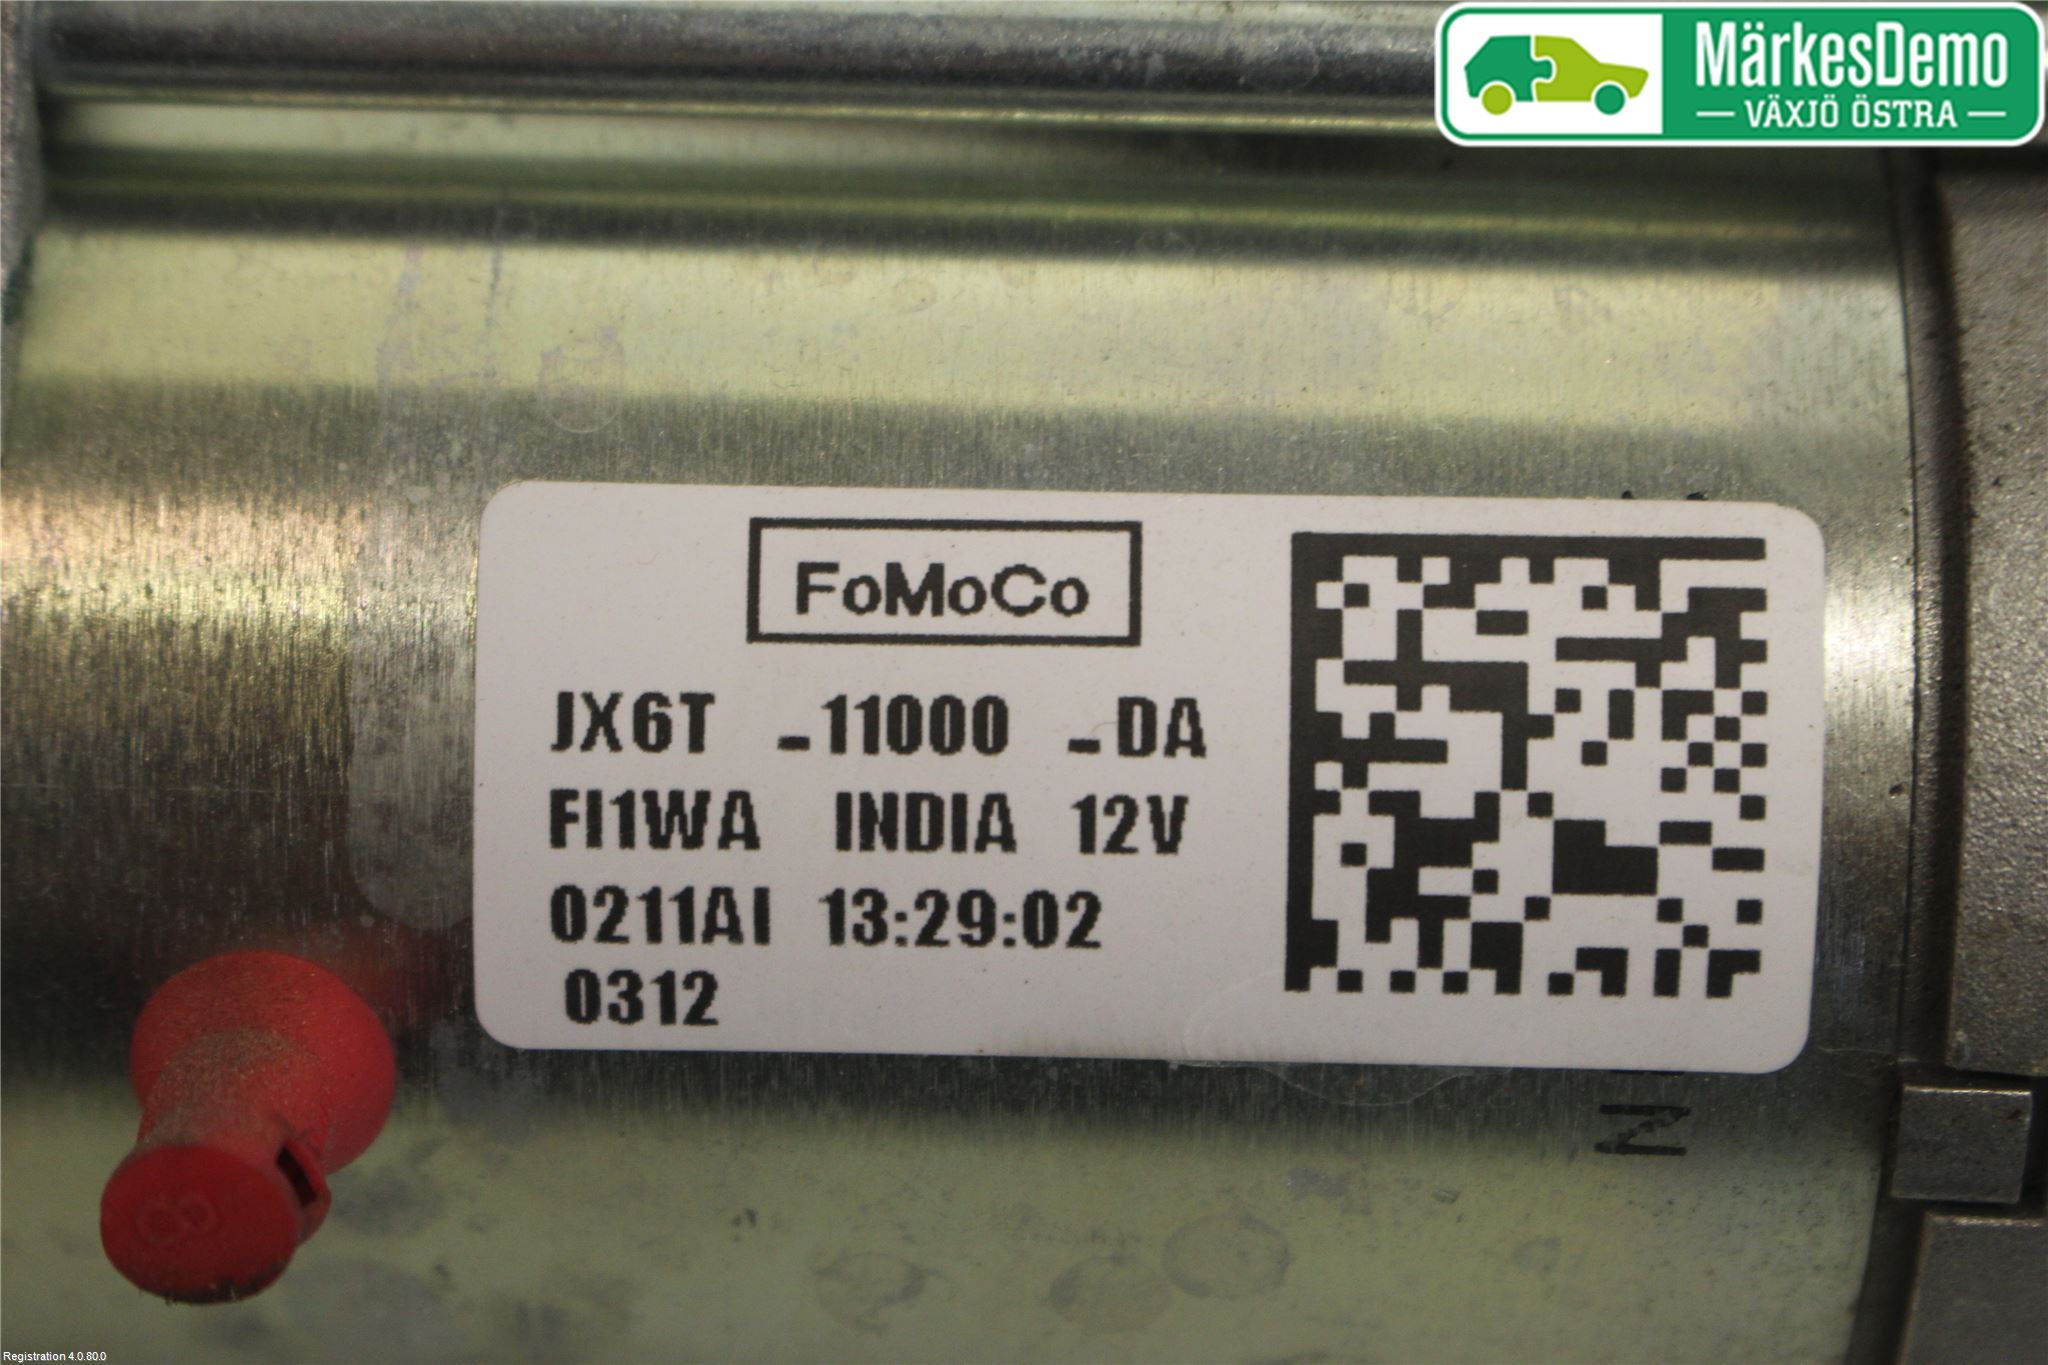 MärkesDemo
VÄXJÖ ÖSTRA
FoMoCo
JX6T -11000 -DA
FI1WA INDIA 12V
0211AI 13:29:02
0312
N
8
Registration 4.0.80.0